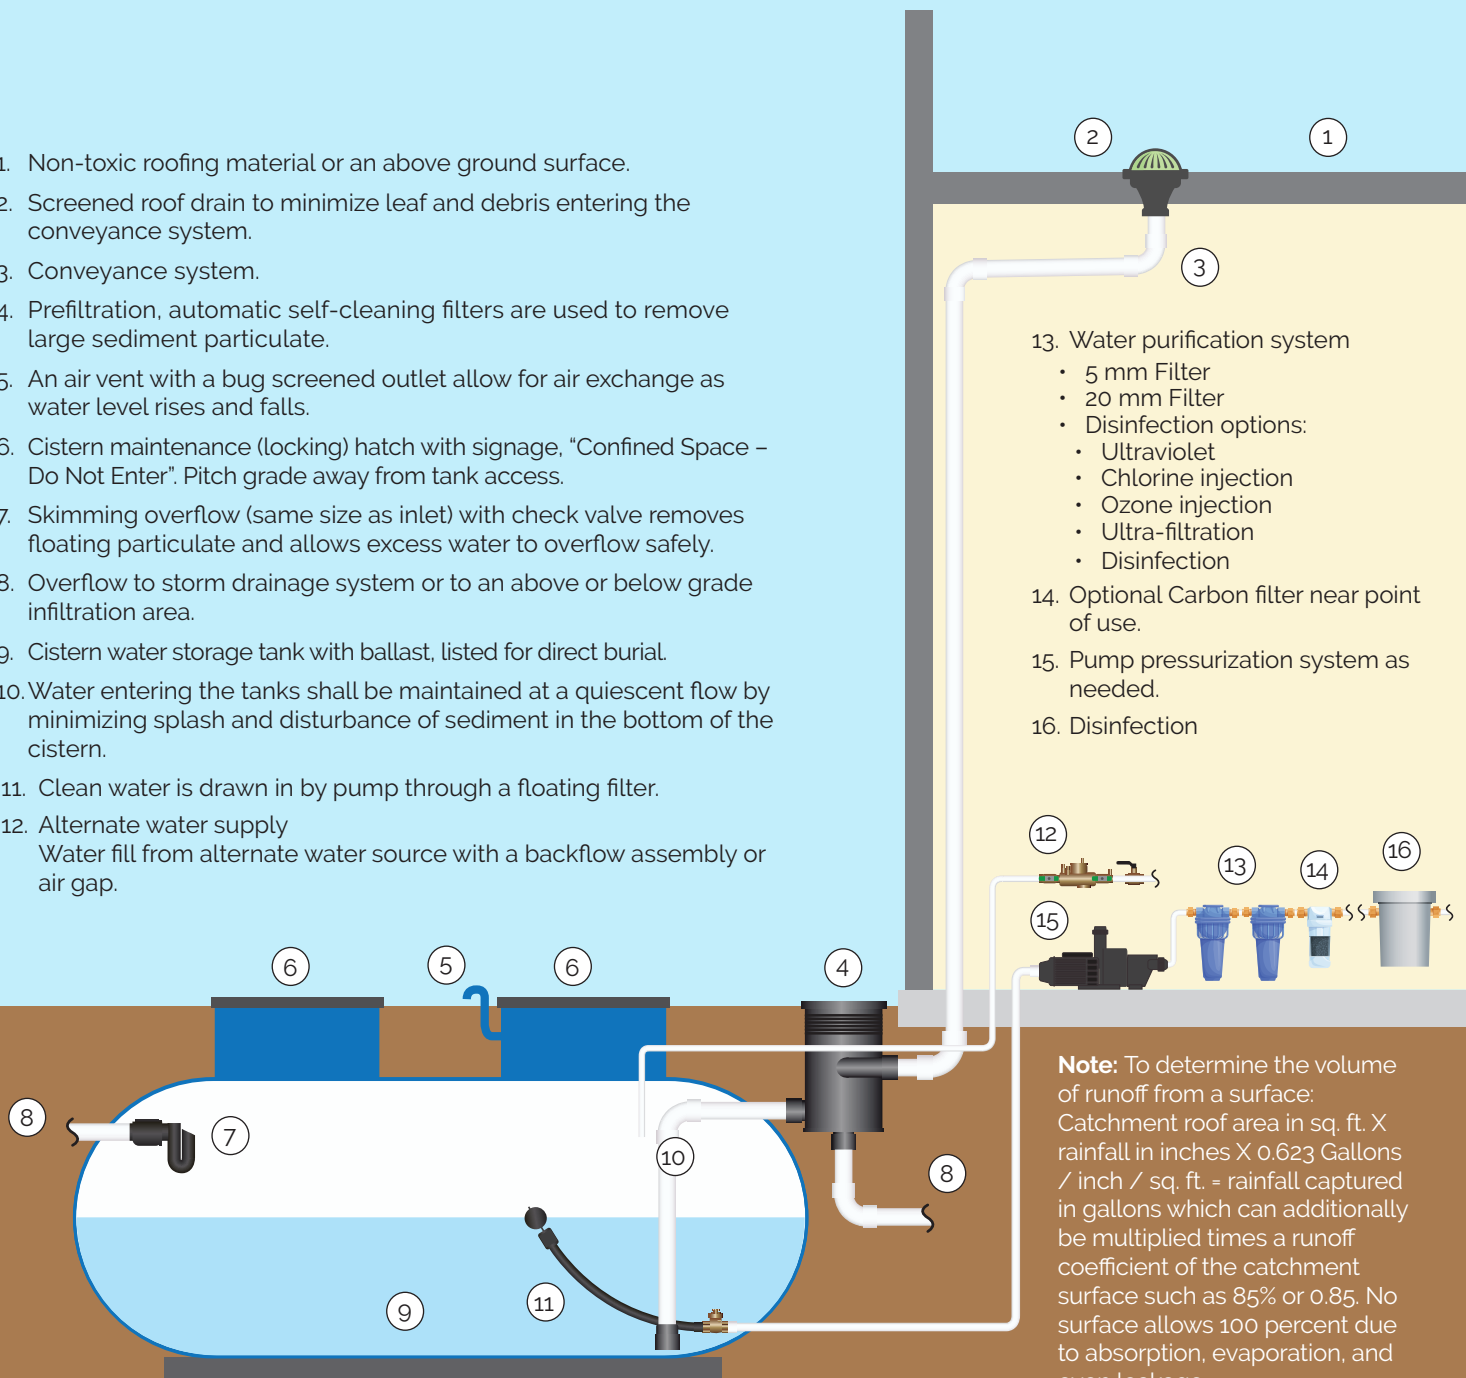 1. Non-toxic roofing material or an above ground surface.
2. Screened roof drain to minimize leaf and debris entering the
conveyance system.
3. Conveyance system.
4. Prefiltration, automatic self-cleaning filters are used to remove
large sediment particulate.
5. An air vent with a bug screened outlet allow for air exchange as
water level rises and falls.
6. Cistern maintenance (locking) hatch with signage, “Confined Space –
Do Not Enter”. Pitch grade away from tank access.
7. Skimming overflow (same size as inlet) with check valve removes
floating particulate and allows excess water to overflow safely.
8. Overflow to storm drainage system or to an above or below grade
infiltration area.
9. Cistern water storage tank with ballast, listed for direct burial.
10. Water entering the tanks shall be maintained at a quiescent flow by
minimizing splash and disturbance of sediment in the bottom of the
cistern.
11. Clean water is drawn in by pump through a floating filter.
12. Alternate water supply
Water fill from alternate water source with a backflow assembly or
air gap.
2
1
3
13. Water purification system
• 5 mm Filter
• 20 mm Filter
• Disinfection options:
• Ultraviolet
• Chlorine injection
• Ozone injection
• Ultra-filtration
• Disinfection
14. Optional Carbon filter near point
of use.
15. Pump pressurization system as
needed.
16. Disinfection
12
13
14
16
15
6
5
6
4
8
7
10
8
11
9
Note: To determine the volume
of runoff from a surface:
Catchment roof area in sq. ft. X
rainfall in inches X 0.623 Gallons
/ inch / sq. ft. = rainfall captured
in gallons which can additionally
be multiplied times a runoff
coefficient of the catchment
surface such as 85% or 0.85. No
surface allows 100 percent due
to absorption, evaporation, and